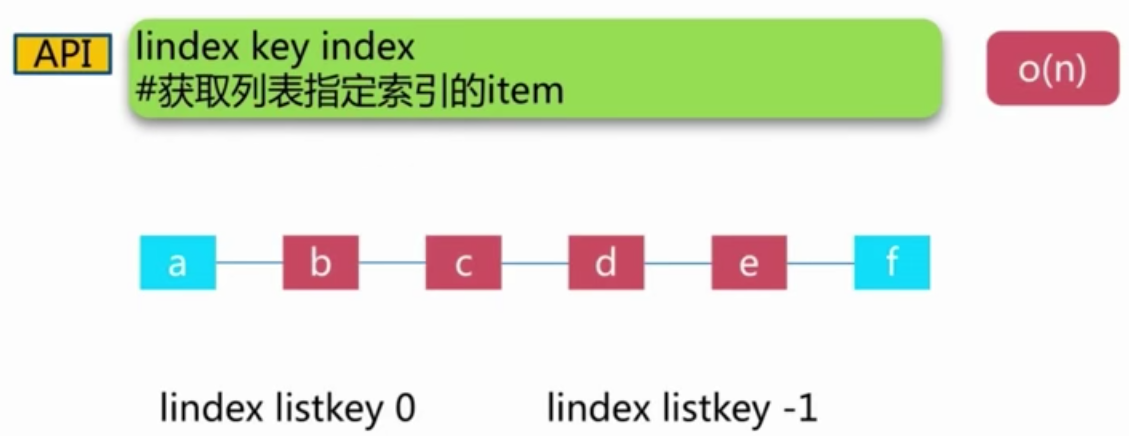 API
lindex key index
#获取列表指定索引的item
o(n)
a b c d e f
lindex listkey 0 lindex listkey -1